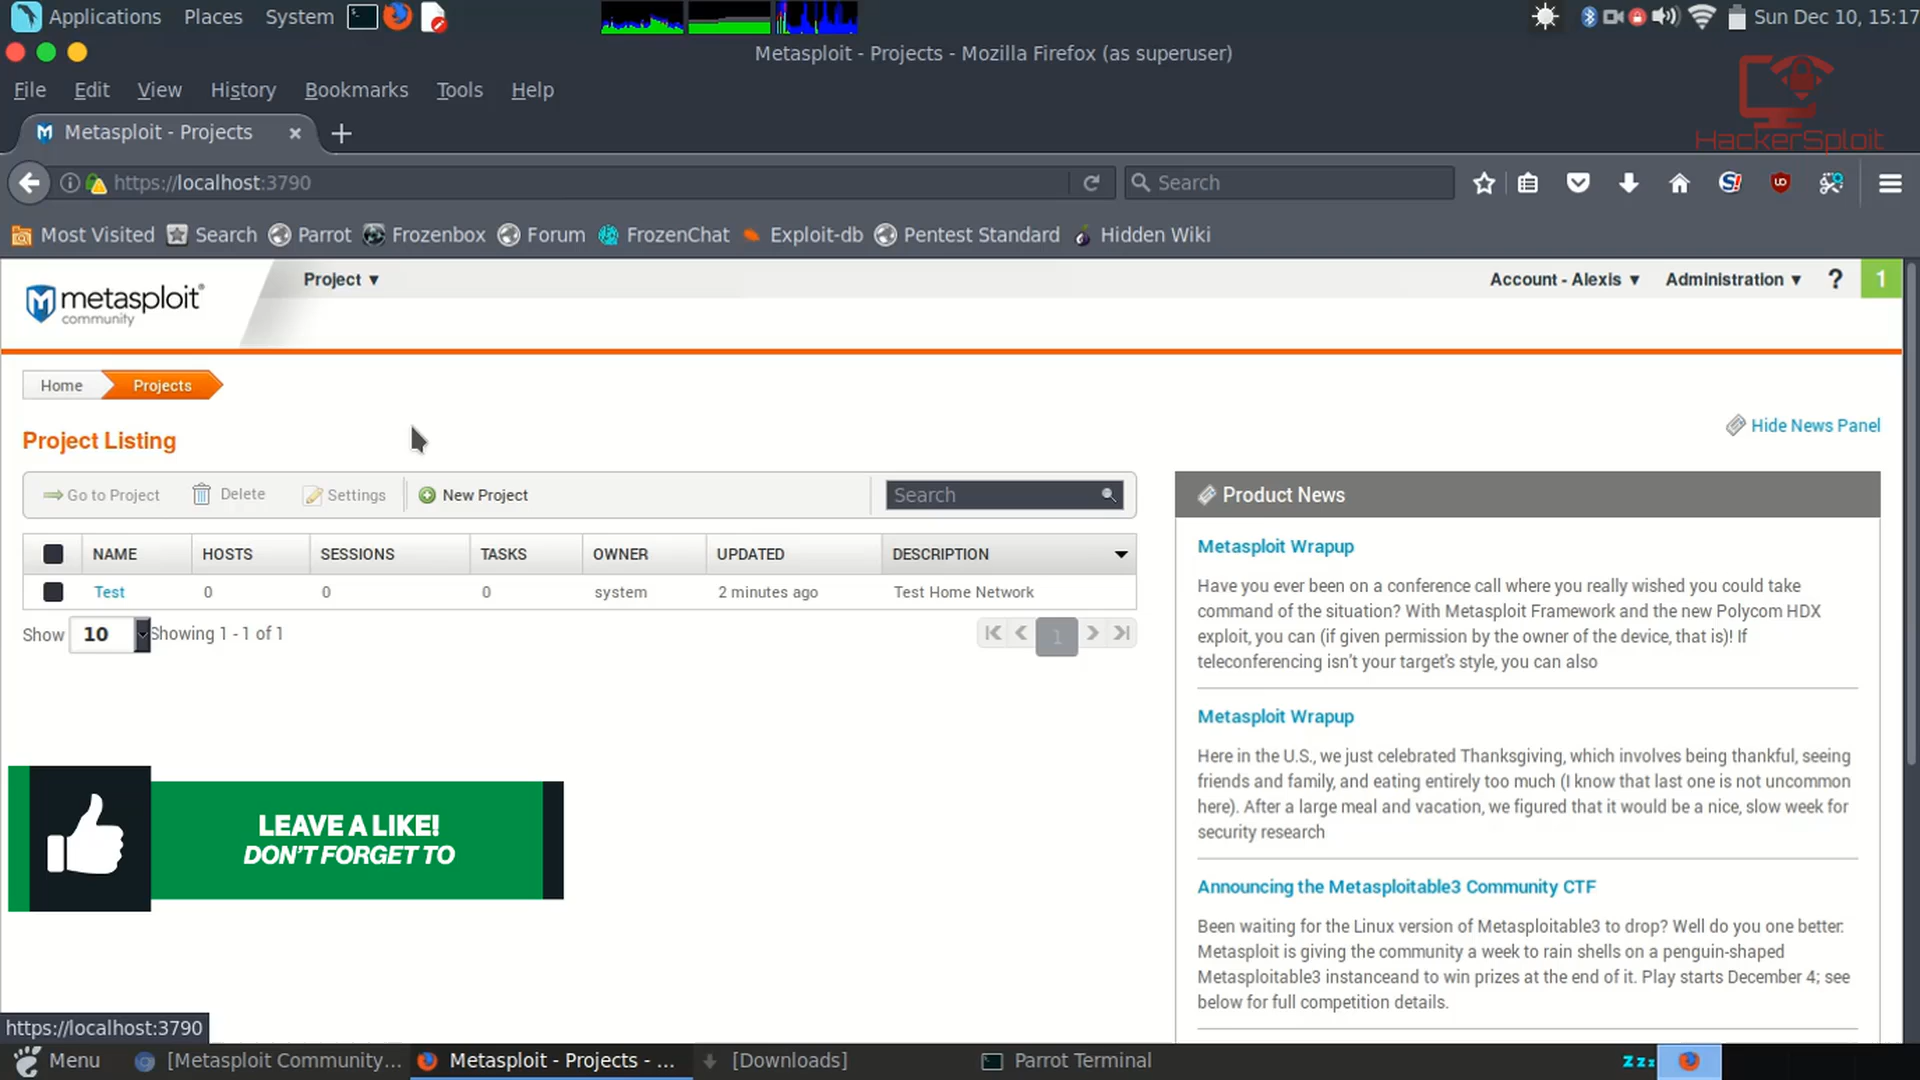 Applications Places System
Sun Dec 10, 15:17
Metasploit - Projects - Mozilla Firefox (as superuser)
File Edit View History Bookmarks Tools Help
HackerSploit
Metasploit - Projects
https://localhost:3790
Search
Most Visited Search Parrot Frozenbox Forum FrozenChat Exploit-db Pentest Standard Hidden Wiki
metasploit
community
Project ▼
Account - Alexis ▼ Administration ▼ ? 1
Home Projects
Hide News Panel
Project Listing
Go to Project Delete Settings New Project Search
NAME HOSTS SESSIONS TASKS OWNER UPDATED DESCRIPTION
Test 0 0 0 system 2 minutes ago Test Home Network
Show 10 Showing 1 - 1 of 1
1
Product News
Metasploit Wrapup
Have you ever been on a conference call where you really wished you could take
command of the situation? With Metasploit Framework and the new Polycom HDX
exploit, you can (if given permission by the owner of the device, that is)! If
teleconferencing isn't your target's style, you can also
Metasploit Wrapup
Here in the U.S., we just celebrated Thanksgiving, which involves being thankful, seeing
friends and family, and eating entirely too much (I know that last one is not uncommon
here). After a large meal and vacation, we figured that it would be a nice, slow week for
security research
Announcing the Metasploitable3 Community CTF
Been waiting for the Linux version of Metasploitable3 to drop? Well do you one better:
Metasploit is giving the community a week to rain shells on a penguin-shaped
Metasploitable3 instanceand to win prizes at the end of it. Play starts December 4; see
below for full competition details.
LEAVE A LIKE!
DON'T FORGET TO
https://localhost:3790
Menu [Metasploit Community... Metasploit - Projects - ... [Downloads] Parrot Terminal
zzz